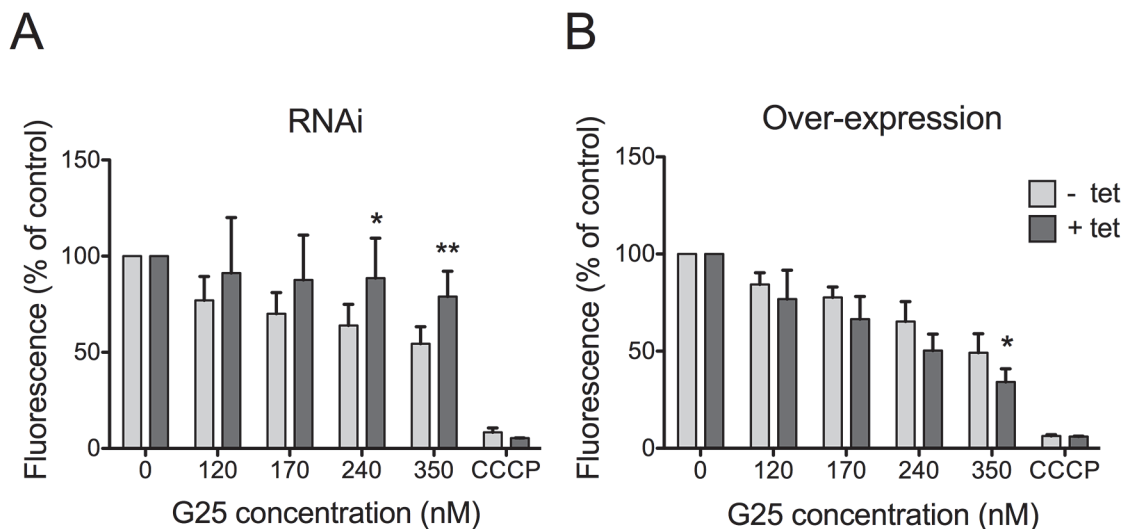 A
RNAi
Fluorescence (% of control)
150
100
50
0
*
**
0 120 170 240 350 CCCP
G25 concentration (nM)
B
Over-expression
Fluorescence (% of control)
150
100
50
0
*
- tet
+ tet
0 120 170 240 350 CCCP
G25 concentration (nM)